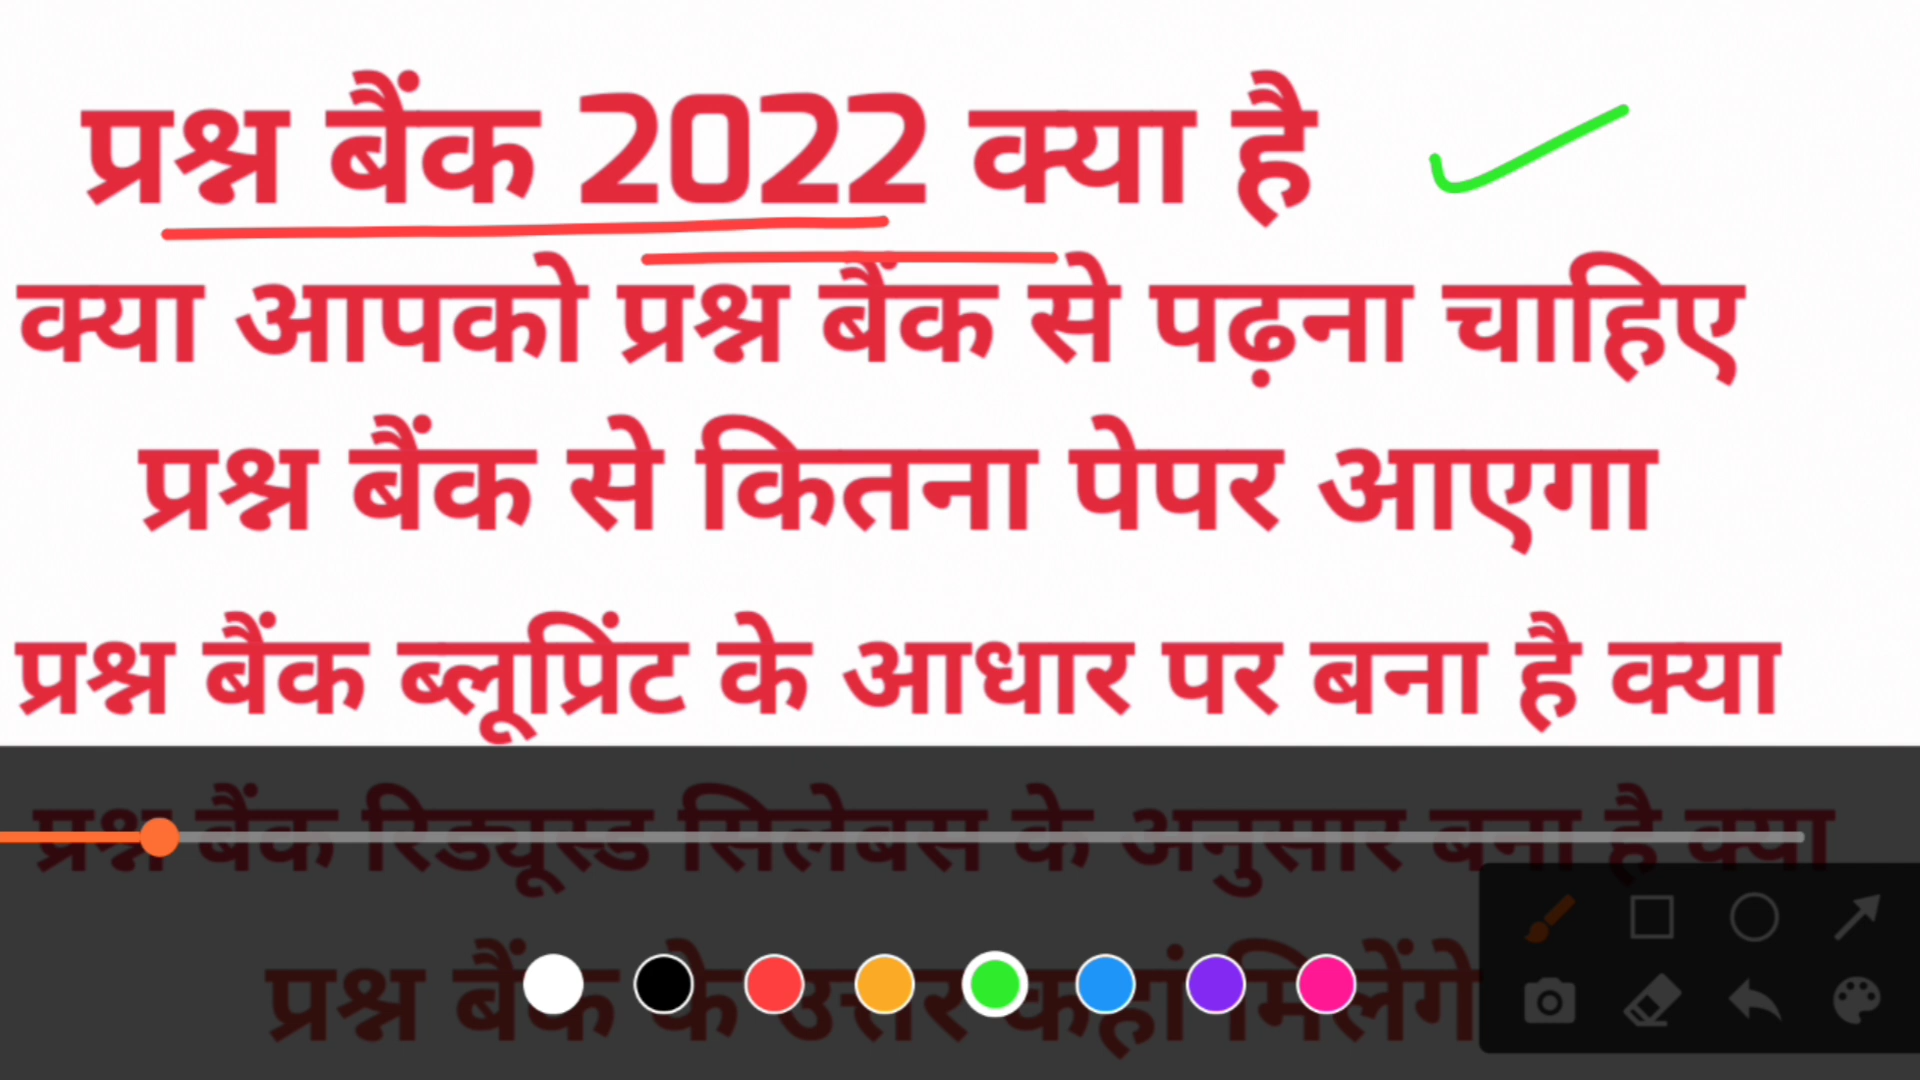 प्रश्न बैंक 2022 क्या है
क्या आपको प्रश्न बैंक से पढ़ना चाहिए
प्रश्न बैंक से कितना पेपर आएगा
प्रश्न बैंक ब्लूप्रिंट के आधार पर बना है क्या
प्रश्न बैंक रिड्यूस्ड सिलेबस के अनुसार बना है क्या
प्रश्न बैंक के उत्तर कहां मिलेंगे